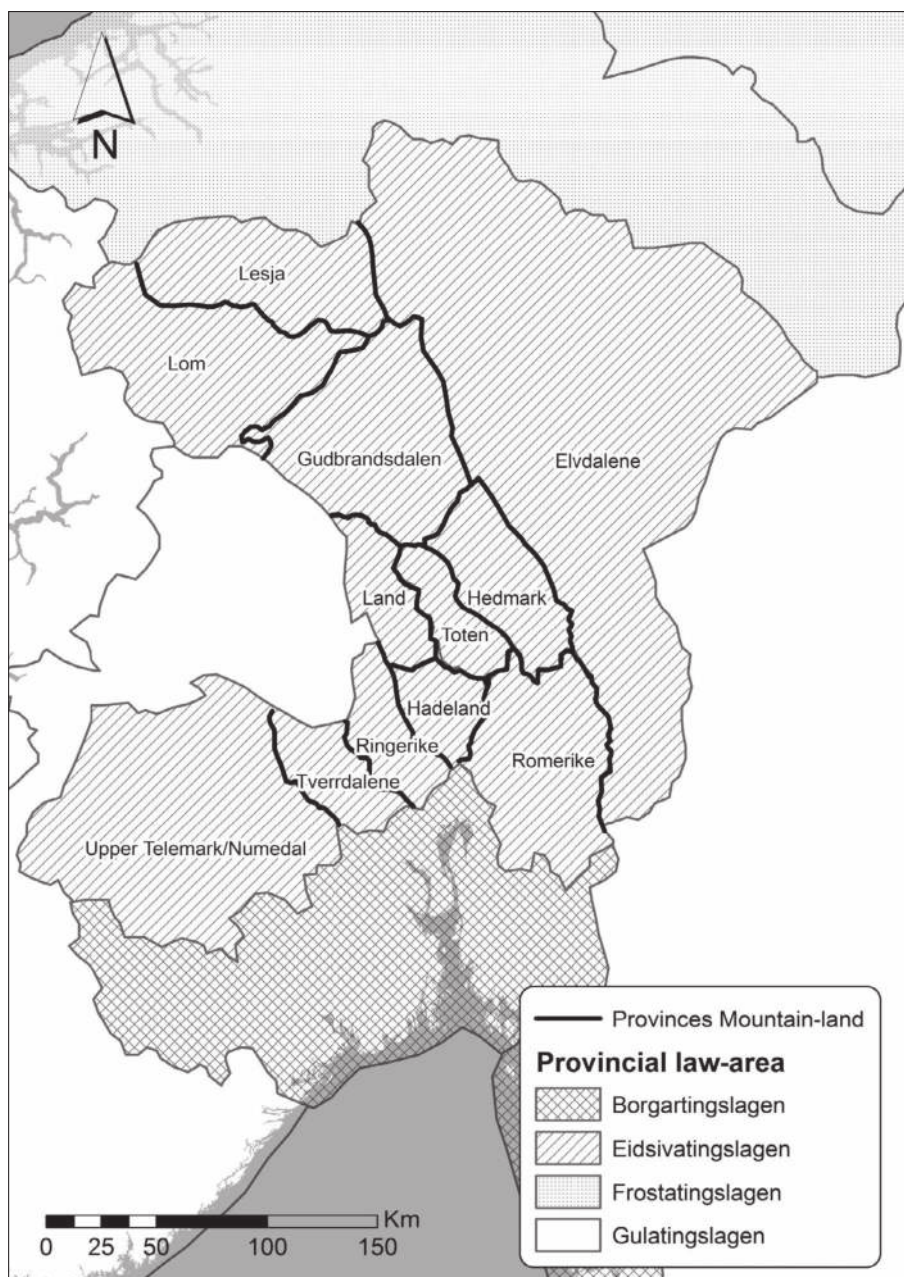 N
Lesja
Lom
Gudbrandsdalen
Elvdalene
Land
Hedmark
Toten
Hadeland
Ringerike
Romerike
Tverrdalene
Upper Telemark/Numedal
Provinces Mountain-land
Provincial law-area
Borgartingslagen
Eidsivatingslagen
Frostatingslagen
Gulatingslagen
Km
0 25 50 100 150